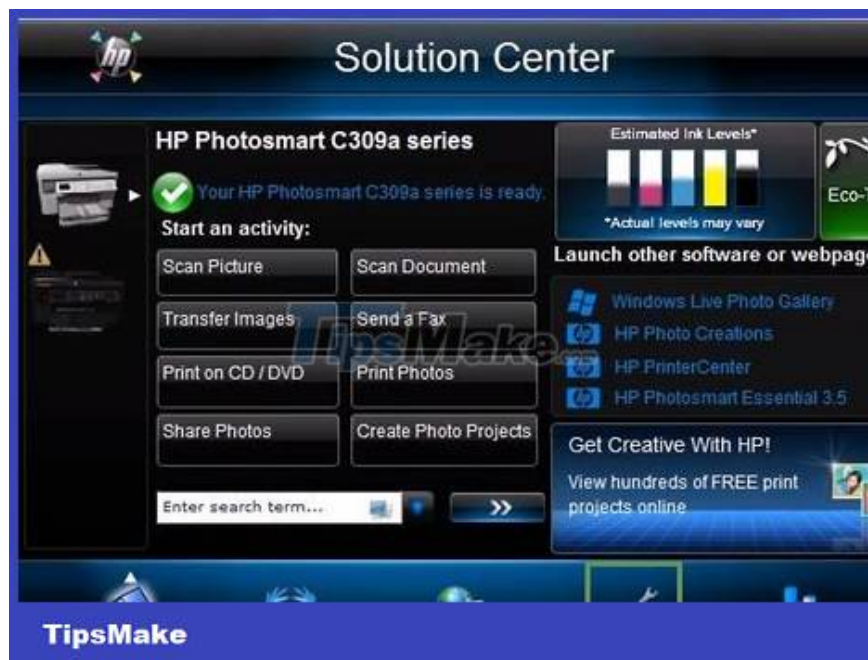 hp
Solution Center
HP Photosmart C309a series
Your HP Photosmart C309a series is ready.
Start an activity:
Scan Picture
Scan Document
Transfer Images
Send a Fax
Print on CD / DVD
Print Photos
Share Photos
Create Photo Projects
Enter search term...
>>
Estimated Ink Levels*
*Actual levels may vary
Eco-
Launch other software or webpage
Windows Live Photo Gallery
HP Photo Creations
HP PrinterCenter
HP Photosmart Essential 3.5
Get Creative With HP!
View hundreds of FREE print
projects online
TipsMake.com
TipsMake